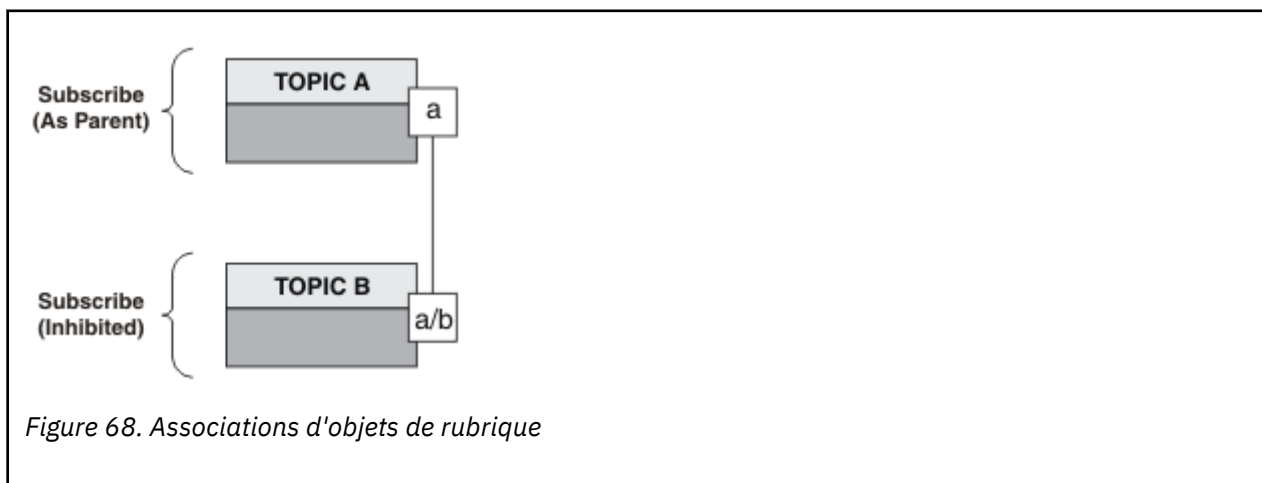 TOPIC A
a
Subscribe
(As Parent)
TOPIC B
a/b
Subscribe
(Inhibited)
Figure 68. Associations d'objets de rubrique